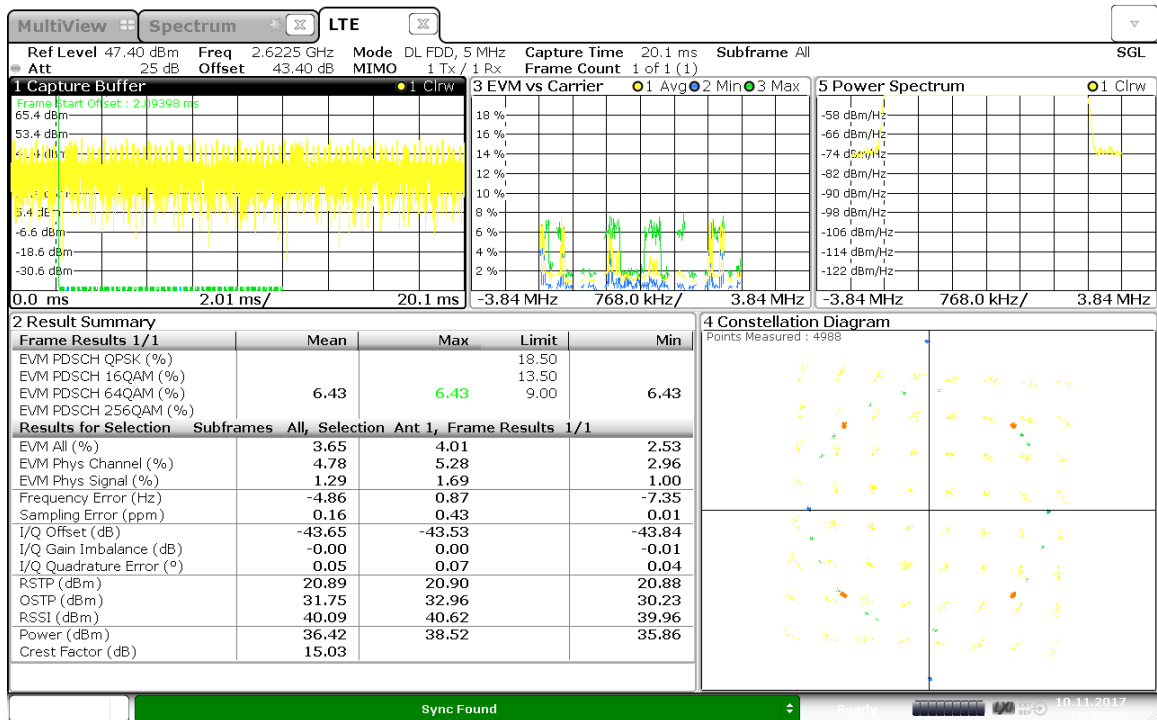 MultiView Spectrum LTE
Ref Level 47.40 dBm Freq 2.6225 GHz Mode DL FDD, 5 MHz Capture Time 20.1 ms Subframe All SGL
Att 25 dB Offset 43.40 dB MIMO 1 Tx / 1 Rx Frame Count 1 of 1 (1)
1 Capture Buffer 1 Clrw
Frame Start Offset : 2.09398 ms
65.4 dBm
53.4 dBm
-6.6 dBm
-18.6 dBm
-30.6 dBm
0.0 ms 2.01 ms/ 20.1 ms
3 EVM vs Carrier 1 Avg 2 Min 3 Max
18 %
16 %
14 %
12 %
10 %
8 %
6 %
4 %
2 %
-3.84 MHz 768.0 kHz/ 3.84 MHz
5 Power Spectrum 1 Clrw
-58 dBm/Hz
-66 dBm/Hz
-74 dBm/Hz
-82 dBm/Hz
-90 dBm/Hz
-98 dBm/Hz
-106 dBm/Hz
-114 dBm/Hz
-122 dBm/Hz
-3.84 MHz 768.0 kHz/ 3.84 MHz
2 Result Summary
Frame Results 1/1 Mean Max Limit Min
EVM PDSCH QPSK (%) 18.50
EVM PDSCH 16QAM (%) 13.50
EVM PDSCH 64QAM (%) 6.43 6.43 9.00 6.43
EVM PDSCH 256QAM (%)
Results for Selection Subframes All, Selection Ant 1, Frame Results 1/1
EVM All (%) 3.65 4.01 2.53
EVM Phys Channel (%) 4.78 5.28 2.96
EVM Phys Signal (%) 1.29 1.69 1.00
Frequency Error (Hz) -4.86 0.87 -7.35
Sampling Error (ppm) 0.16 0.43 0.01
I/Q Offset (dB) -43.65 -43.53 -43.84
I/Q Gain Imbalance (dB) -0.00 0.00 -0.01
I/Q Quadrature Error (º) 0.05 0.07 0.04
RSTP (dBm) 20.89 20.90 20.88
OSTP (dBm) 31.75 32.96 30.23
RSSI (dBm) 40.09 40.62 39.96
Power (dBm) 36.42 38.52 35.86
Crest Factor (dB) 15.03
4 Constellation Diagram
Points Measured : 4988
Sync Found
Ready
EXT
REF
10.11.2017